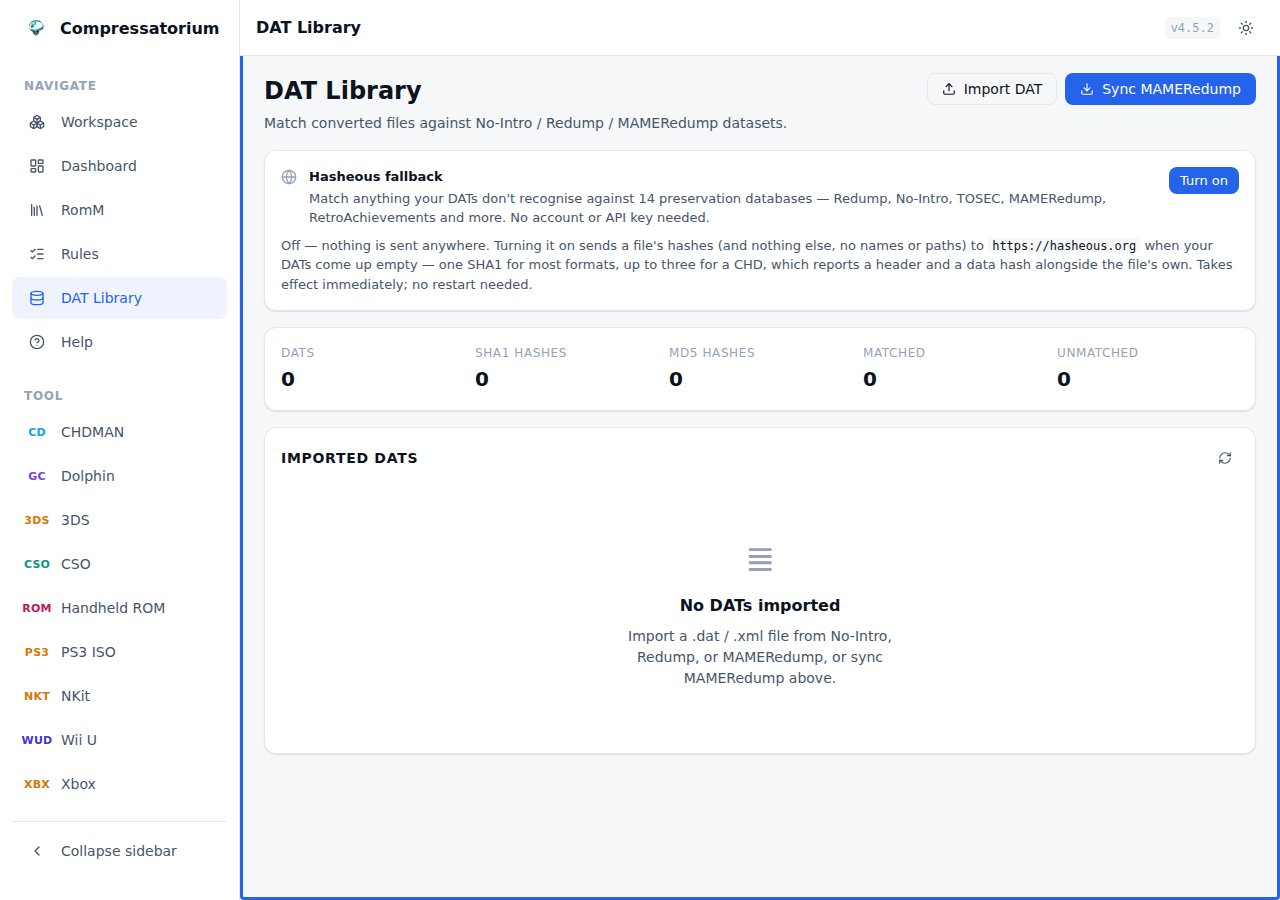 Compressatorium
DAT Library
v4.5.2
NAVIGATE
Workspace
Dashboard
RomM
Rules
DAT Library
Help
TOOL
CD CHDMAN
GC Dolphin
3DS 3DS
CSO CSO
ROM Handheld ROM
PS3 PS3 ISO
NKT NKit
WUD Wii U
XBX Xbox
Collapse sidebar
DAT Library
Import DAT
Sync MAMERedump
Match converted files against No-Intro / Redump / MAMERedump datasets.
Hasheous fallback
Turn on
Match anything your DATs don't recognise against 14 preservation databases — Redump, No-Intro, TOSEC, MAMERedump,
RetroAchievements and more. No account or API key needed.
Off — nothing is sent anywhere. Turning it on sends a file's hashes (and nothing else, no names or paths) to https://hasheous.org when your
DATs come up empty — one SHA1 for most formats, up to three for a CHD, which reports a header and a data hash alongside the file's own. Takes
effect immediately; no restart needed.
DATS SHA1 HASHES MD5 HASHES MATCHED UNMATCHED
0 0 0 0 0
IMPORTED DATS
No DATs imported
Import a .dat / .xml file from No-Intro,
Redump, or MAMERedump, or sync
MAMERedump above.